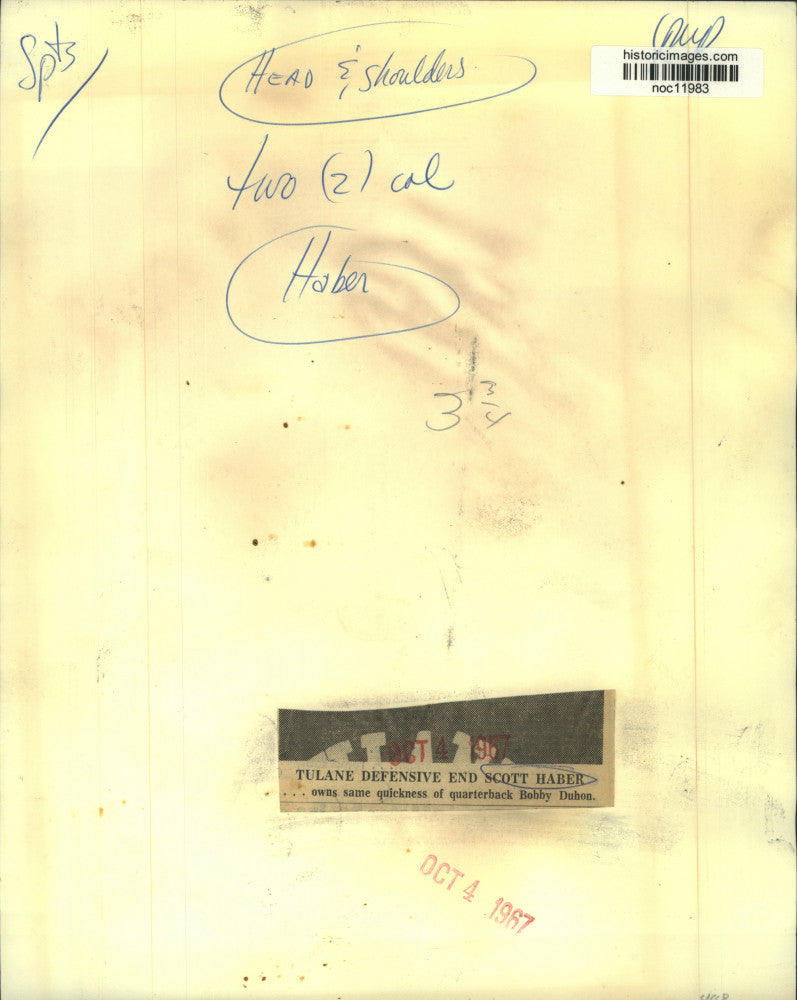 Spts
historicimages.com
noc11983
HEAD & shoulders
two (2) col
Haber
3 3/4
OCT 4 1967
TULANE DEFENSIVE END SCOTT HABER
. . . owns same quickness of quarterback Bobby Duhon.
OCT 4 1967